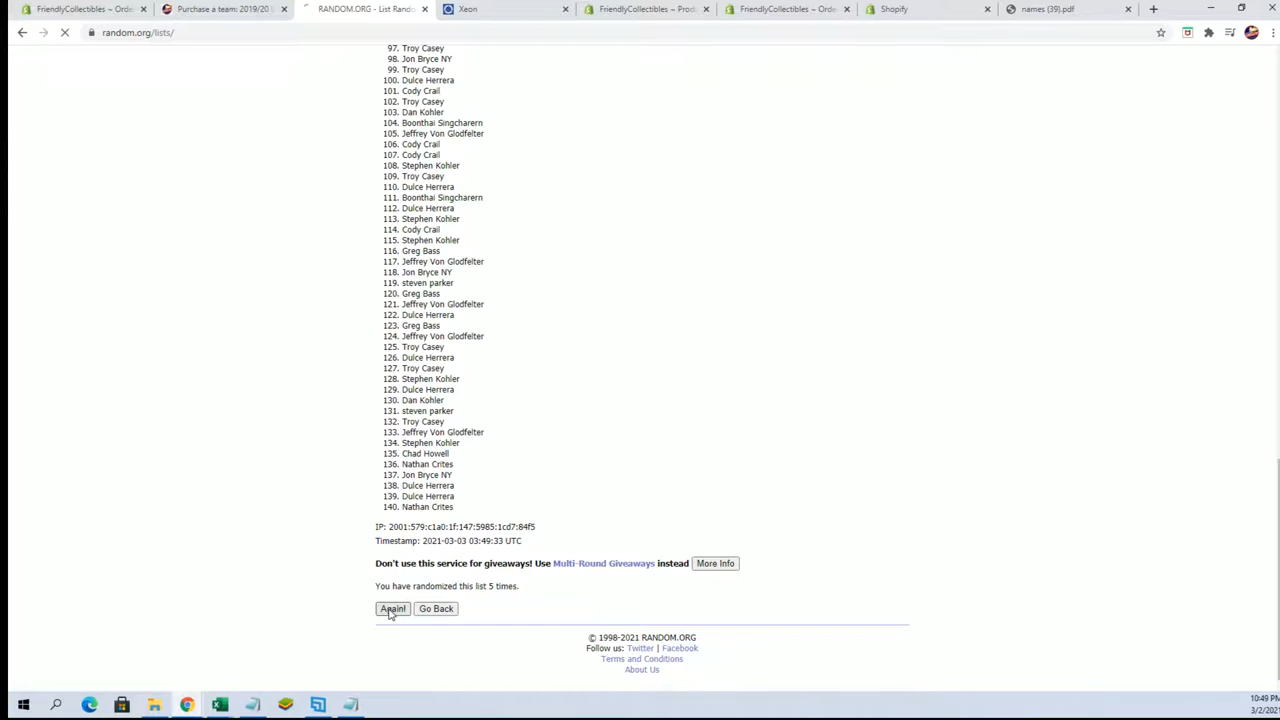 FriendlyCollectibles ~ Orde
Purchase a team: 2019/20
RANDOM.ORG - List Rando
Xeon
FriendlyCollectibles ~ Prod
FriendlyCollectibles ~ Orde
Shopify
names (39).pdf
random.org/lists/
97. Troy Casey
98. Jon Bryce NY
99. Troy Casey
100. Dulce Herrera
101. Cody Crail
102. Troy Casey
103. Dan Kohler
104. Boonthai Singcharern
105. Jeffrey Von Glodfelter
106. Cody Crail
107. Cody Crail
108. Stephen Kohler
109. Troy Casey
110. Dulce Herrera
111. Boonthai Singcharern
112. Dulce Herrera
113. Stephen Kohler
114. Cody Crail
115. Stephen Kohler
116. Greg Bass
117. Jeffrey Von Glodfelter
118. Jon Bryce NY
119. steven parker
120. Greg Bass
121. Jeffrey Von Glodfelter
122. Dulce Herrera
123. Greg Bass
124. Jeffrey Von Glodfelter
125. Troy Casey
126. Dulce Herrera
127. Troy Casey
128. Stephen Kohler
129. Dulce Herrera
130. Dan Kohler
131. steven parker
132. Troy Casey
133. Jeffrey Von Glodfelter
134. Stephen Kohler
135. Chad Howell
136. Nathan Crites
137. Jon Bryce NY
138. Dulce Herrera
139. Dulce Herrera
140. Nathan Crites
IP: 2001:579:c1a0:1f:147:5985:1cd7:84f5
Timestamp: 2021-03-03 03:49:33 UTC
Don't use this service for giveaways! Use Multi-Round Giveaways instead More Info
You have randomized this list 5 times.
Again! Go Back
© 1998-2021 RANDOM.ORG
Follow us: Twitter | Facebook
Terms and Conditions
About Us
10:49 PM
3/2/2021